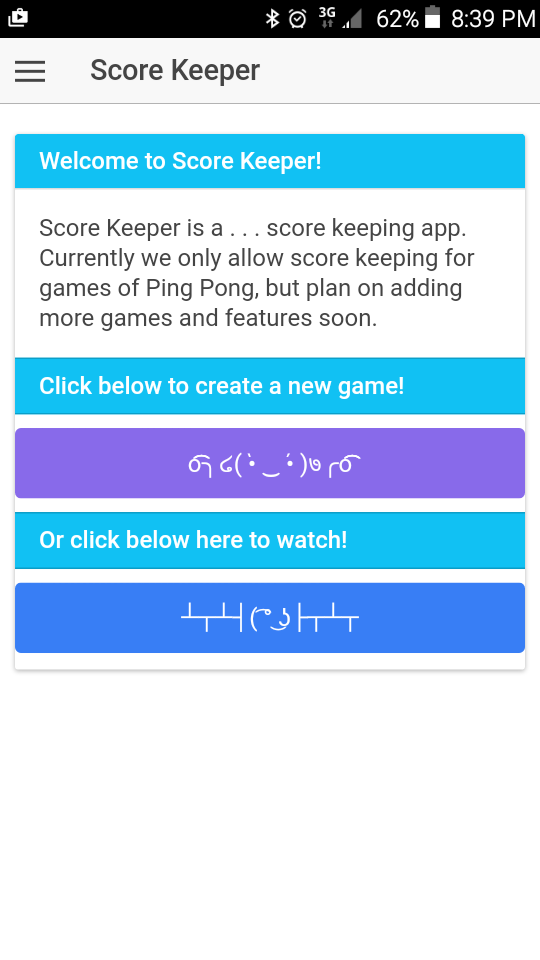 3G 62% 8:39 PM
Score Keeper
Welcome to Score Keeper!
Score Keeper is a . . . score keeping app.
Currently we only allow score keeping for
games of Ping Pong, but plan on adding
more games and features soon.
Click below to create a new game!
o͡╮૮(•̀ ‿ •́ )७ ╭o͡
Or click below here to watch!
┴┬┴┤( ͡° ͜ʖ├┬┴┬